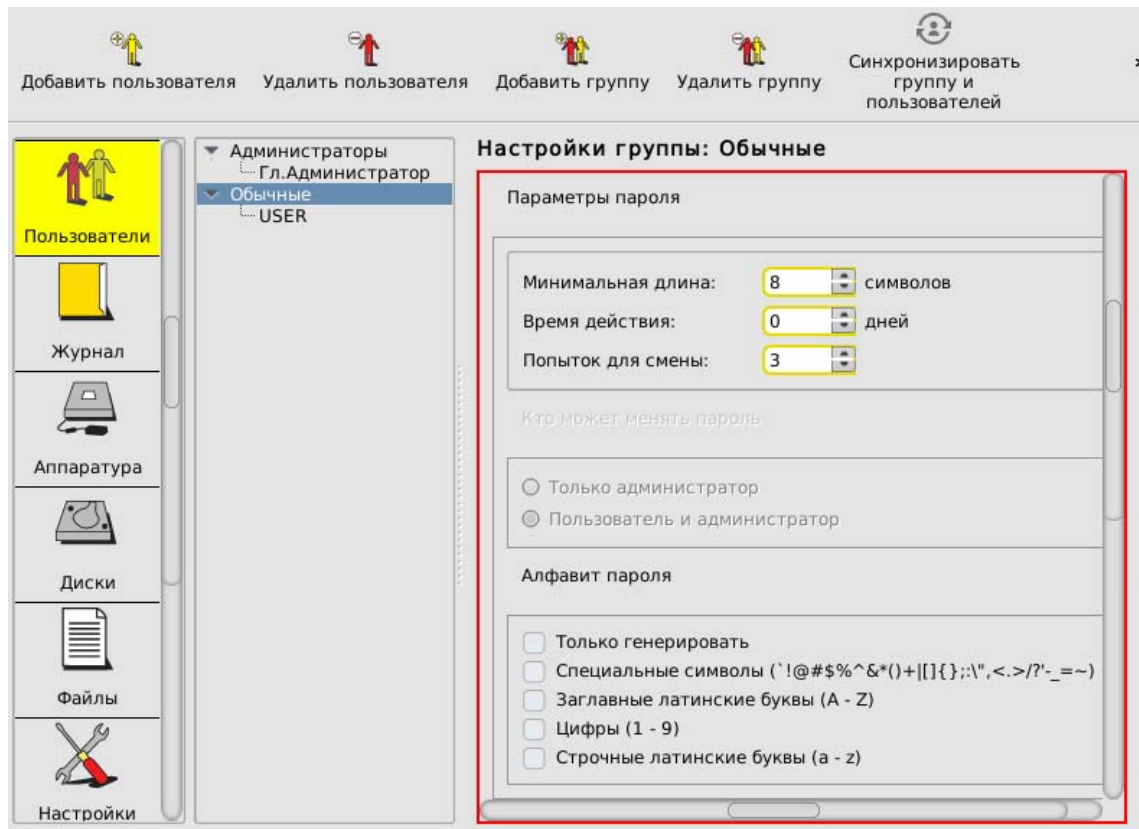 Добавить пользователя
Удалить пользователя
Добавить группу
Удалить группу
Синхронизировать
группу и
пользователей
Пользователи
Журнал
Аппаратура
Диски
Файлы
Настройки
Администраторы
Гл.Администратор
Обычные
USER
Настройки группы: Обычные
Параметры пароля
Минимальная длина: 8 символов
Время действия: 0 дней
Попыток для смены: 3
Кто может менять пароль
Только администратор
Пользователь и администратор
Алфавит пароля
Только генерировать
Специальные символы (`!@#$%^&*()+|[]{};:\",<.>/?'-_=~)
Заглавные латинские буквы (A - Z)
Цифры (1 - 9)
Строчные латинские буквы (a - z)